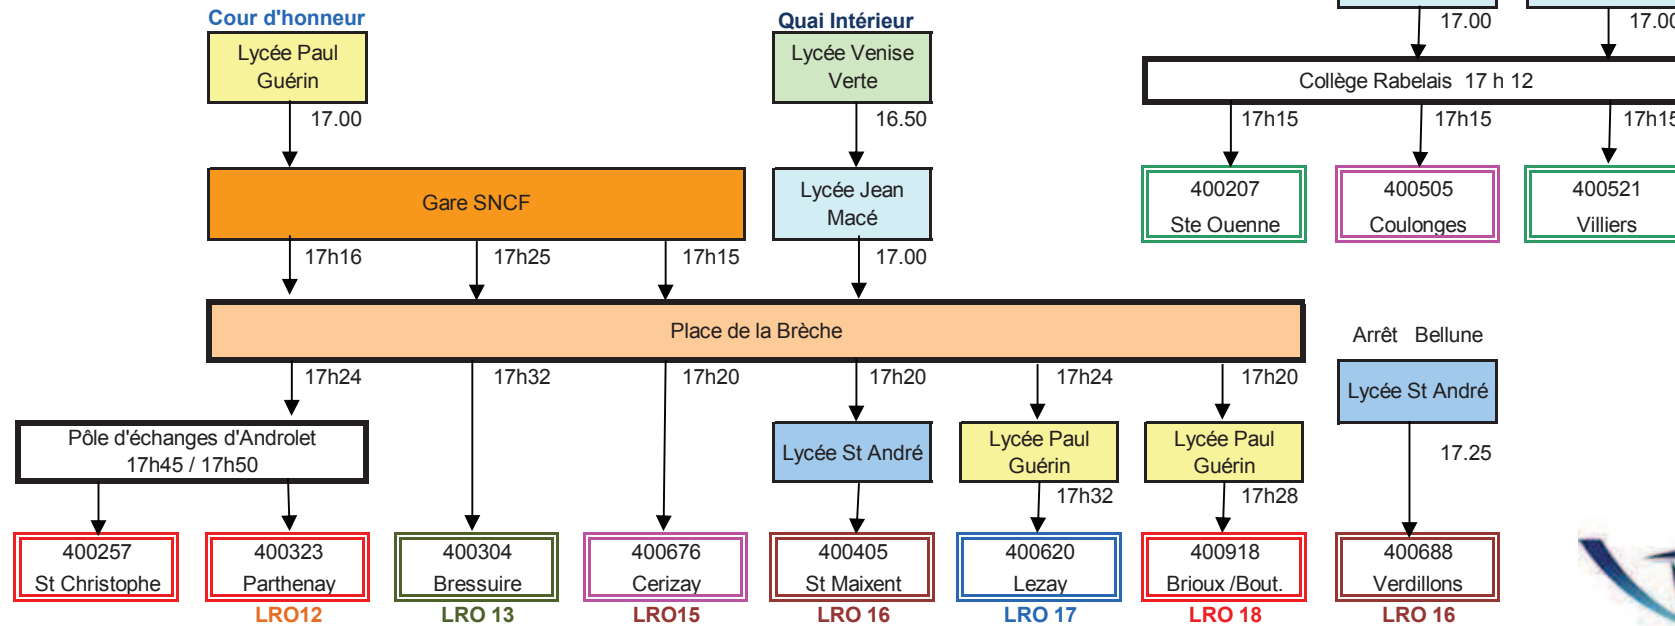 Cour d'honneur
Quai Intérieur
17.00
17.00
Lycée Paul
Guérin
Lycée Venise
Verte
Collège Rabelais 17 h 12
17.00
16.50
17h15
17h15
17h15
Gare SNCF
Lycée Jean
Macé
400207
Ste Ouenne
400505
Coulonges
400521
Villiers
17h16
17h25
17h15
17.00
Place de la Brèche
Arrêt Bellune
17h24
17h32
17h20
17h20
17h24
17h20
Lycée St André
Pôle d'échanges d'Androlet
17h45 / 17h50
Lycée St André
Lycée Paul
Guérin
Lycée Paul
Guérin
17.25
17h32
17h28
400257
St Christophe
400323
Parthenay
LRO12
400304
Bressuire
LRO 13
400676
Cerizay
LRO15
400405
St Maixent
LRO 16
400620
Lezay
LRO 17
400918
Brioux /Bout.
LRO 18
400688
Verdillons
LRO 16